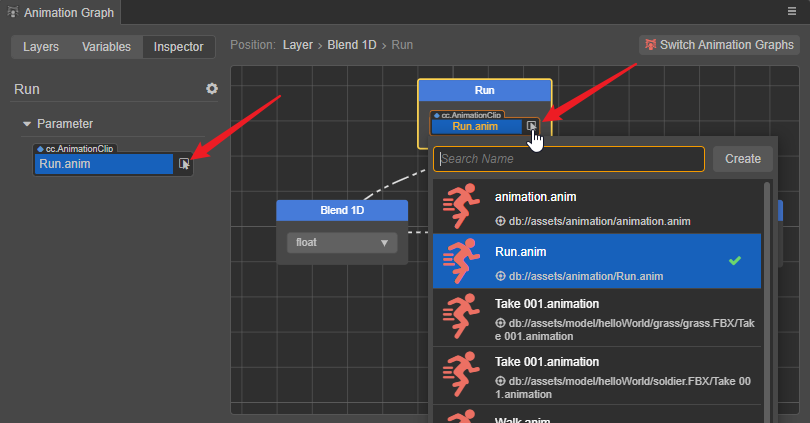 Animation Graph
Layers
Variables
Inspector
Position: Layer > Blend 1D > Run
Switch Animation Graphs
Run
Parameter
cc.AnimationClip
Run.anim
Run
cc.AnimationClip
Run.anim
Blend 1D
float
Search Name
Create
animation.anim
db://assets/animation/animation.anim
Run.anim
db://assets/animation/Run.anim
Take 001.animation
db://assets/model/helloWorld/grass/grass.FBX/Tak
e 001.animation
Take 001.animation
db://assets/model/helloWorld/soldier.FBX/Take 00
1.animation
Walk.anim